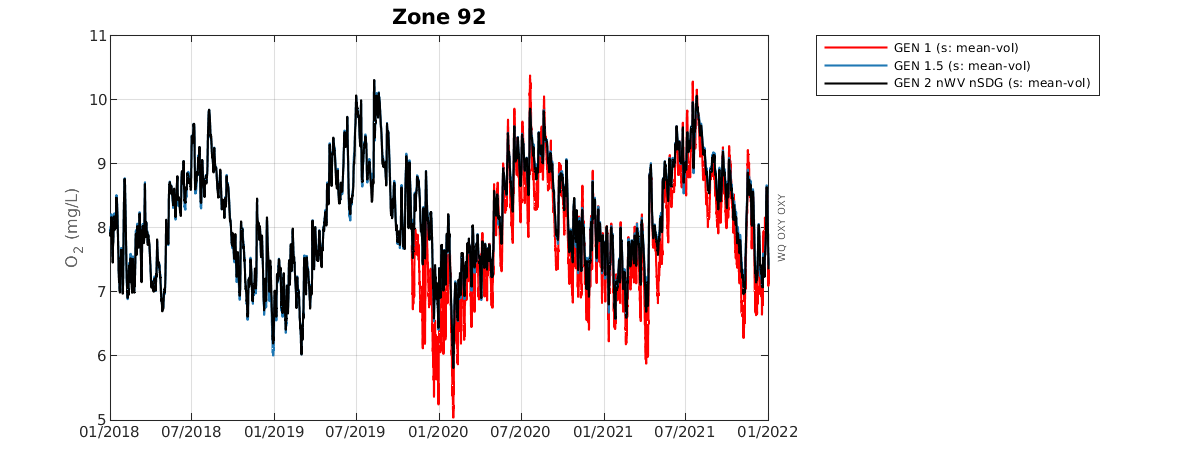 Zone 92
GEN 1 (s: mean-vol)
GEN 1.5 (s: mean-vol)
GEN 2 nWV nSDG (s: mean-vol)
11
10
9
8
7
6
5
O2 (mg/L)
WQ OXY OXY
01/2018 07/2018 01/2019 07/2019 01/2020 07/2020 01/2021 07/2021 01/2022